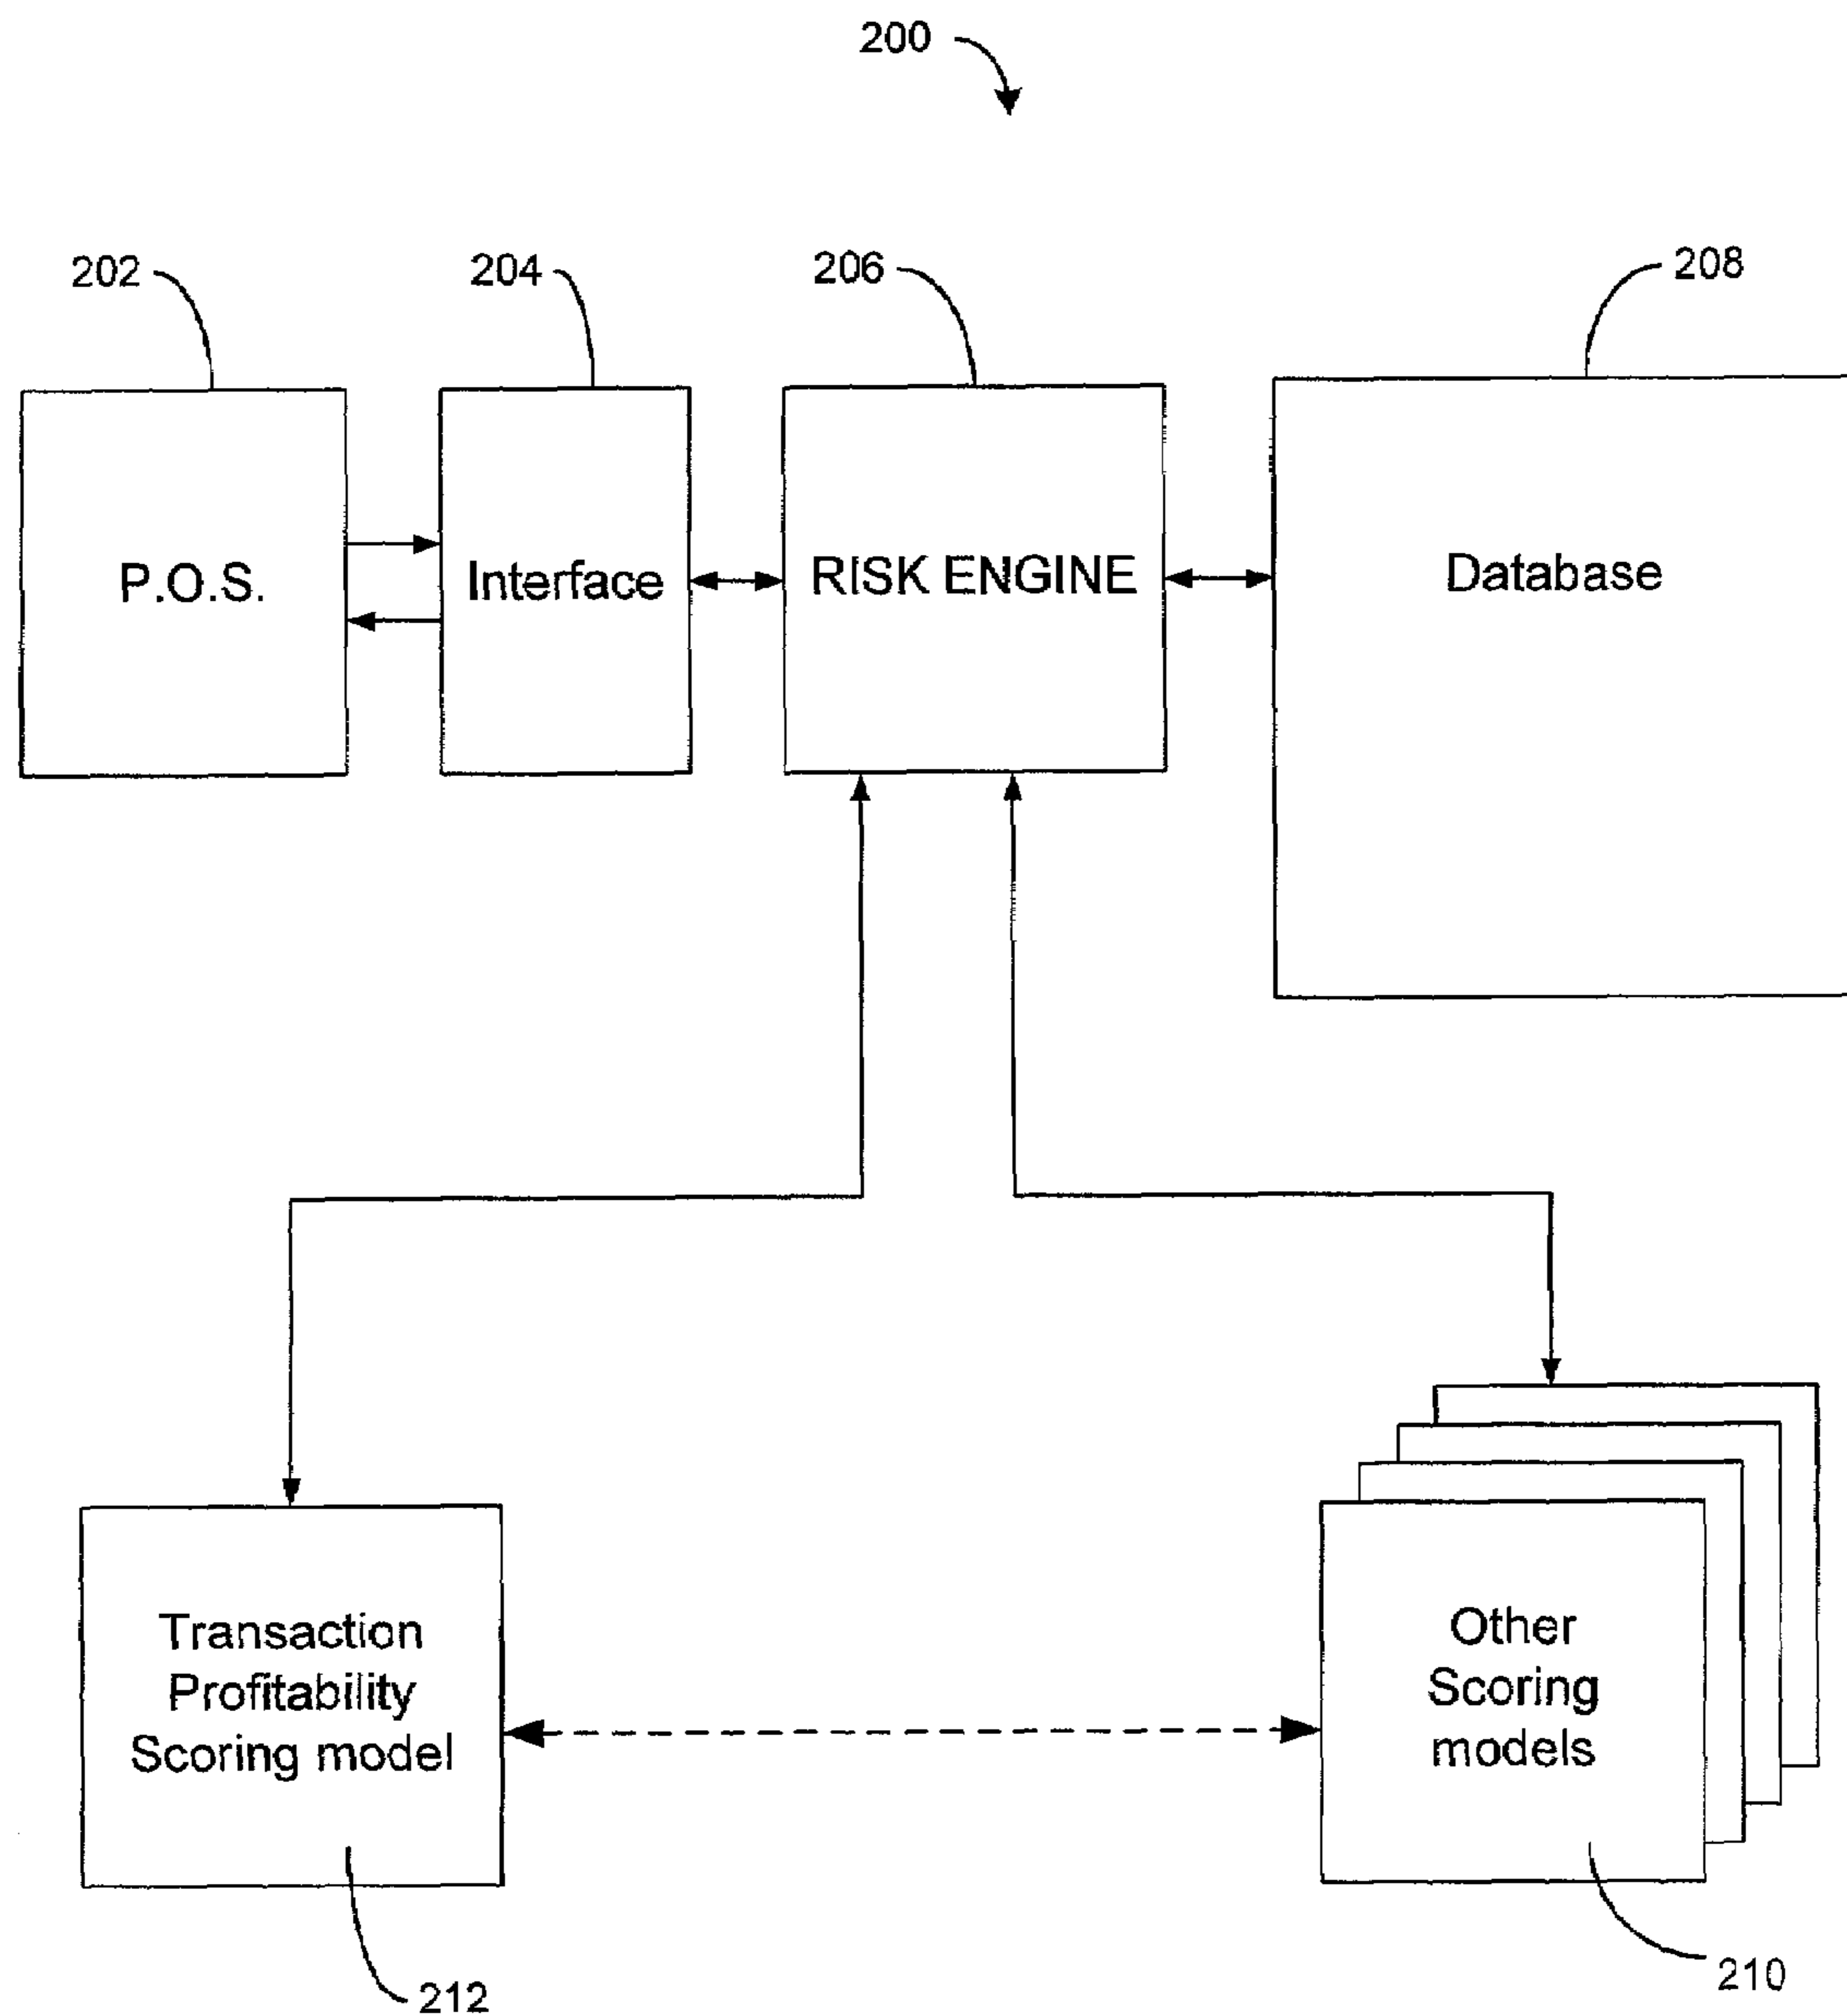 200
202
204
206
208
P.O.S.
Interface
RISK ENGINE
Database
Transaction
Profitability
Scoring model
Other
Scoring
models
212
210